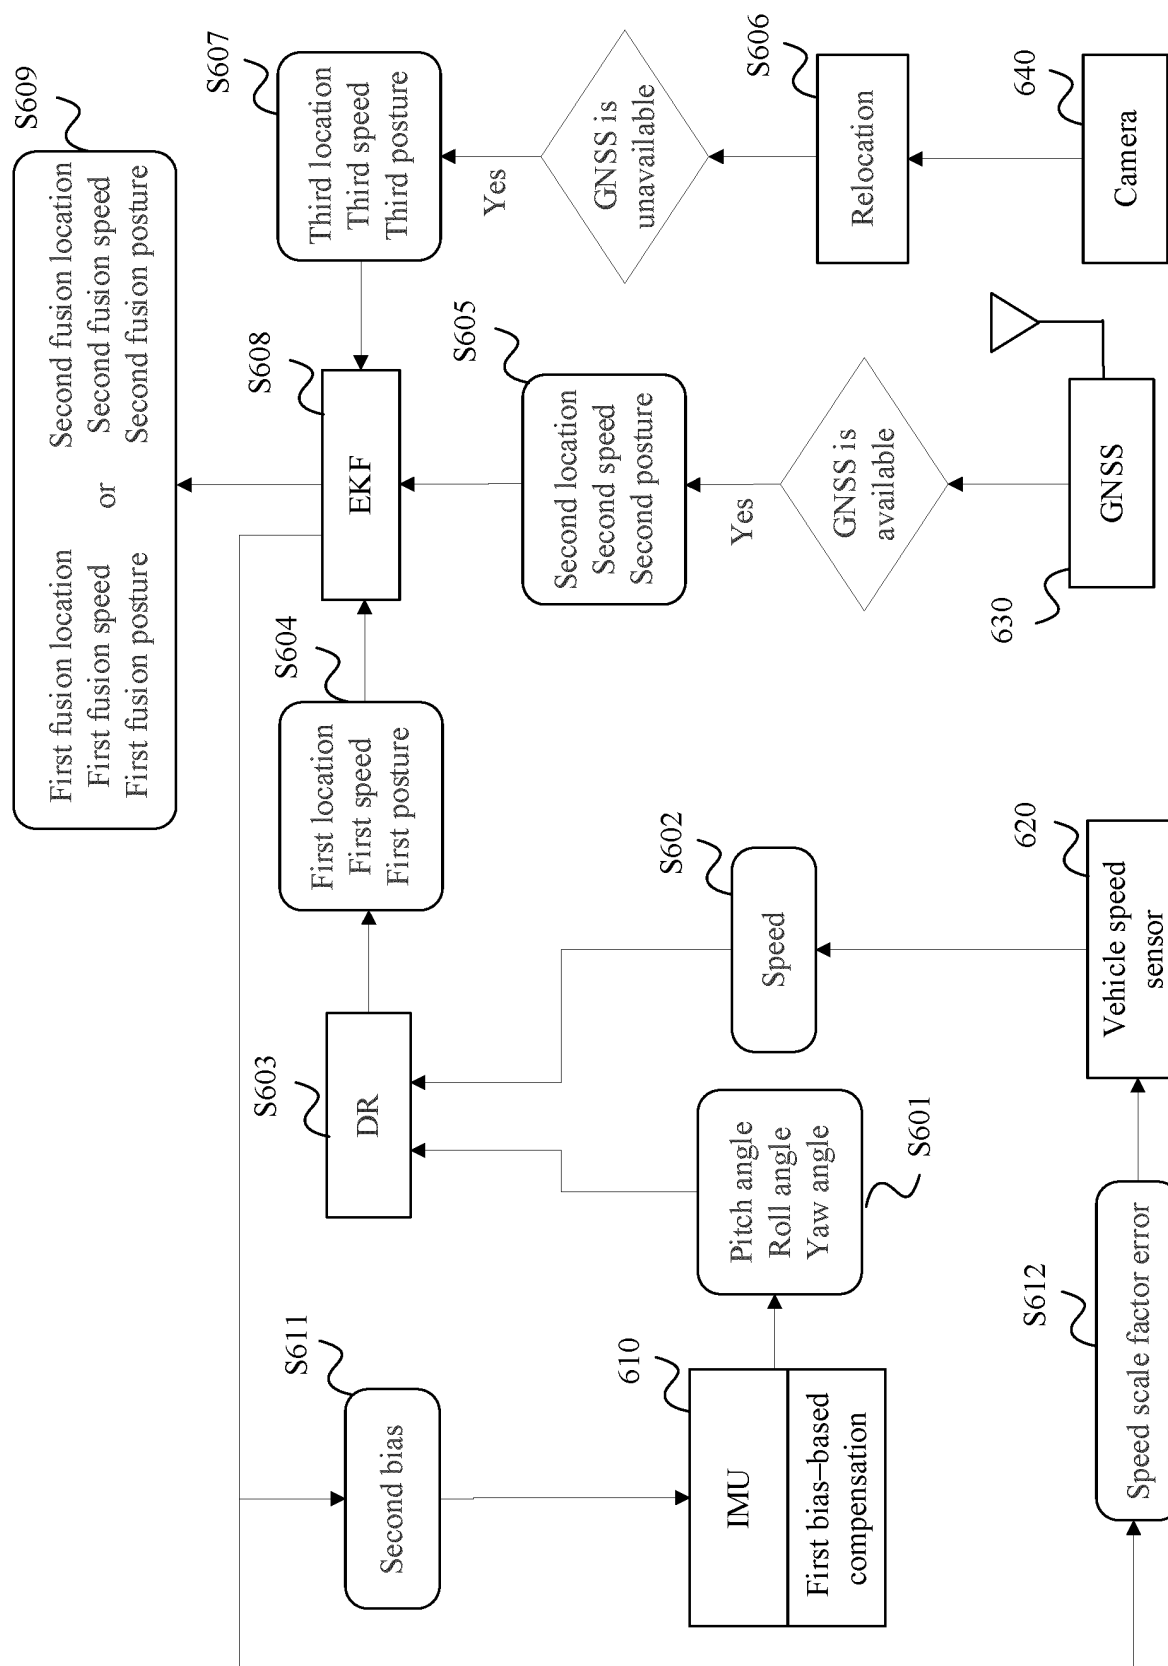 S609
First fusion location
First fusion speed
First fusion posture
or
Second fusion location
Second fusion speed
Second fusion posture
S611
Second bias
S603
DR
S604
First location
First speed
First posture
S608
EKF
S607
Third location
Third speed
Third posture
610
IMU
First bias-based
compensation
S601
Pitch angle
Roll angle
Yaw angle
S602
Speed
S605
Second location
Second speed
Second posture
Yes
GNSS is
available
Yes
GNSS is
unavailable
S606
Relocation
S612
Speed scale factor error
620
Vehicle speed
sensor
630
GNSS
640
Camera